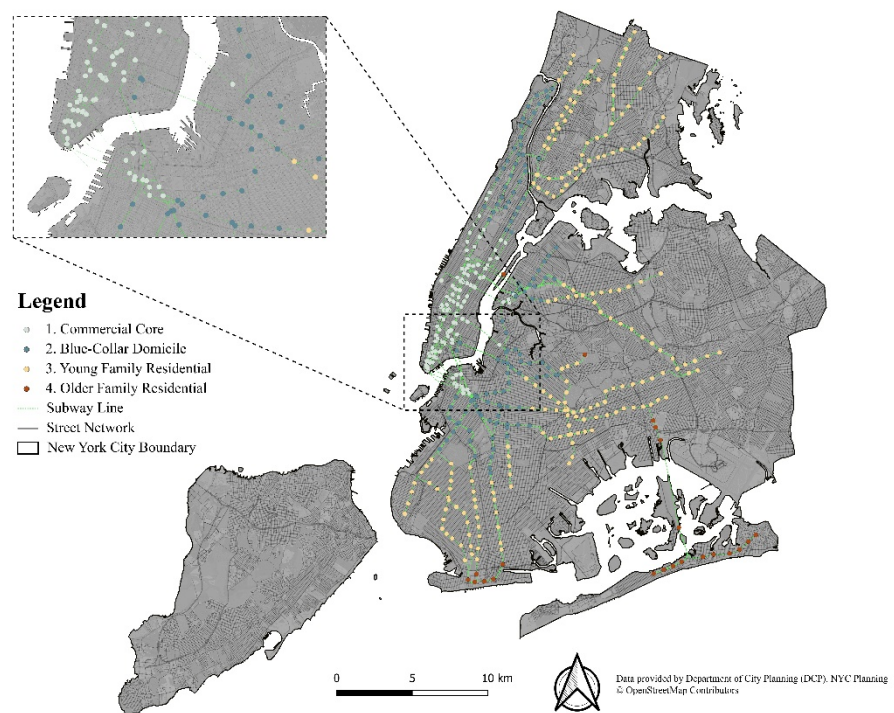 Legend
1. Commercial Core
2. Blue-Collar Domicile
3. Young Family Residential
4. Older Family Residential
Subway Line
Street Network
New York City Boundary
0 5 10 km
Data provided by Department of City Planning (DCP). NYC Planning
© OpenStreetMap Contributors